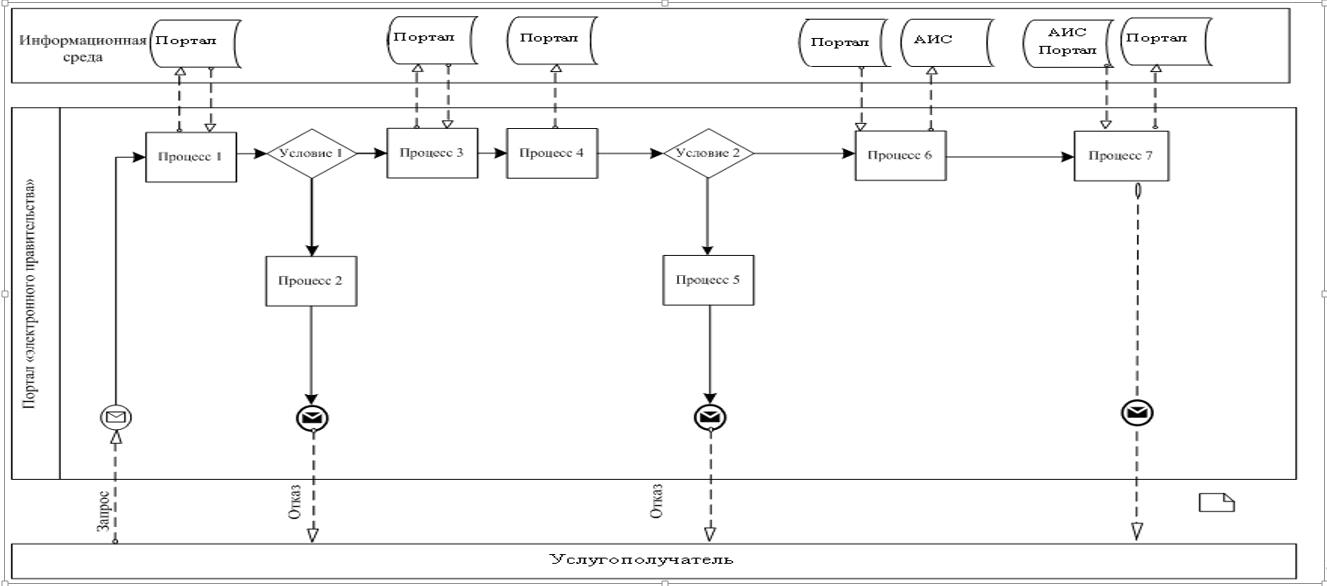 Информационная
среда
Портал
Портал
Портал
Портал
АИС
АИС
Портал
Портал
Портал «электронного правительства»
Процесс 1
Условие 1
Процесс 3
Процесс 4
Условие 2
Процесс 6
Процесс 7
Процесс 2
Процесс 5
Запрос
Отказ
Отказ
Услугополучатель